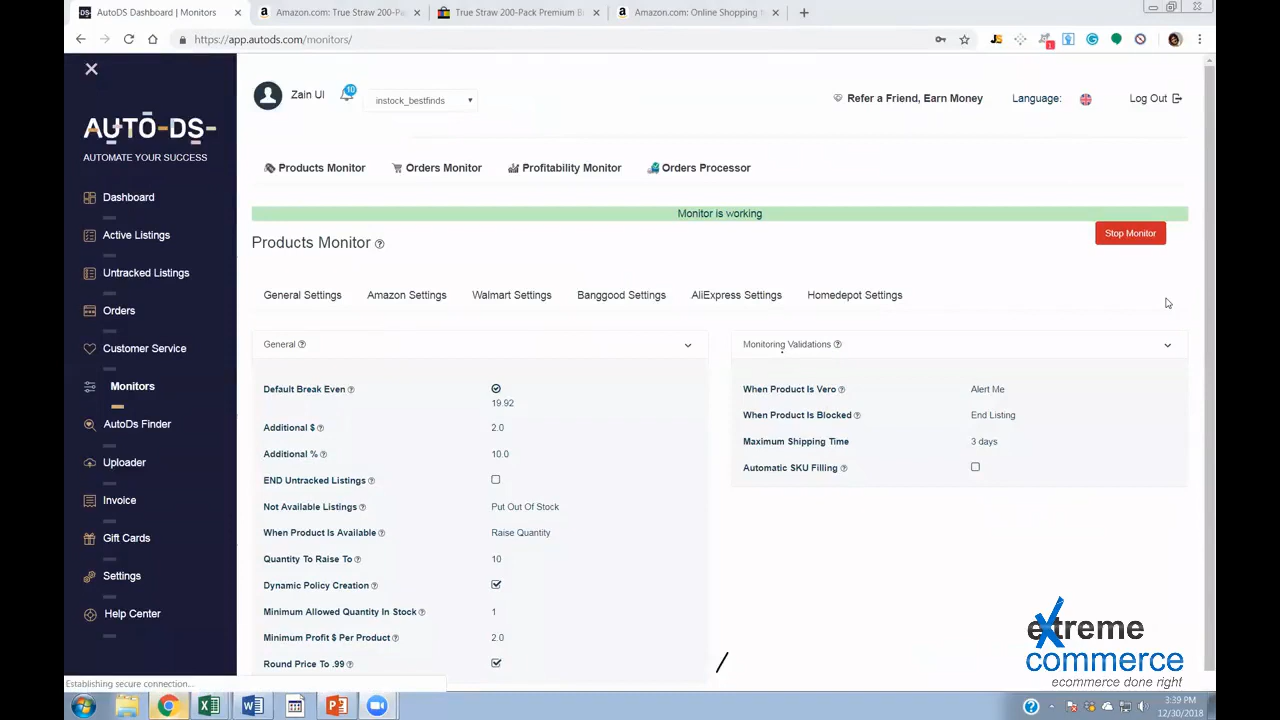 AutoDS Dashboard | Monitors
Amazon.com: True Straw 200-Pa
True Straw 200-Pack Premium B
Amazon.com: Online Shopping t
https://app.autods.com/monitors/
JS
1
Zain Ul
10
instock_bestfinds
Refer a Friend, Earn Money
Language:
Log Out
AUTO-DS-
AUTOMATE YOUR SUCCESS
Dashboard
Active Listings
Untracked Listings
Orders
Customer Service
Monitors
AutoDs Finder
Uploader
Invoice
Gift Cards
Settings
Help Center
Products Monitor
Orders Monitor
Profitability Monitor
Orders Processor
Monitor is working
Products Monitor
Stop Monitor
General Settings
Amazon Settings
Walmart Settings
Banggood Settings
AliExpress Settings
Homedepot Settings
General
Default Break Even
19.92
Additional $ 2.0
Additional % 10.0
END Untracked Listings
Not Available Listings Put Out Of Stock
When Product Is Available Raise Quantity
Quantity To Raise To 10
Dynamic Policy Creation
Minimum Allowed Quantity In Stock 1
Minimum Profit $ Per Product 2.0
Round Price To .99
Monitoring Validations
When Product Is Vero Alert Me
When Product Is Blocked End Listing
Maximum Shipping Time 3 days
Automatic SKU Filling
extreme
commerce
ecommerce done right
Establishing secure connection...
3:39 PM
12/30/2018